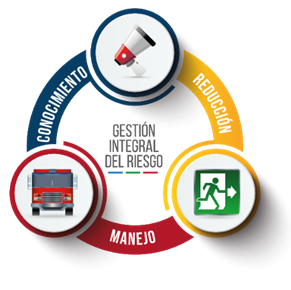 CONOCIMIENTO
REDUCCIÓN
GESTIÓN
INTEGRAL
DEL RIESGO
MANEJO